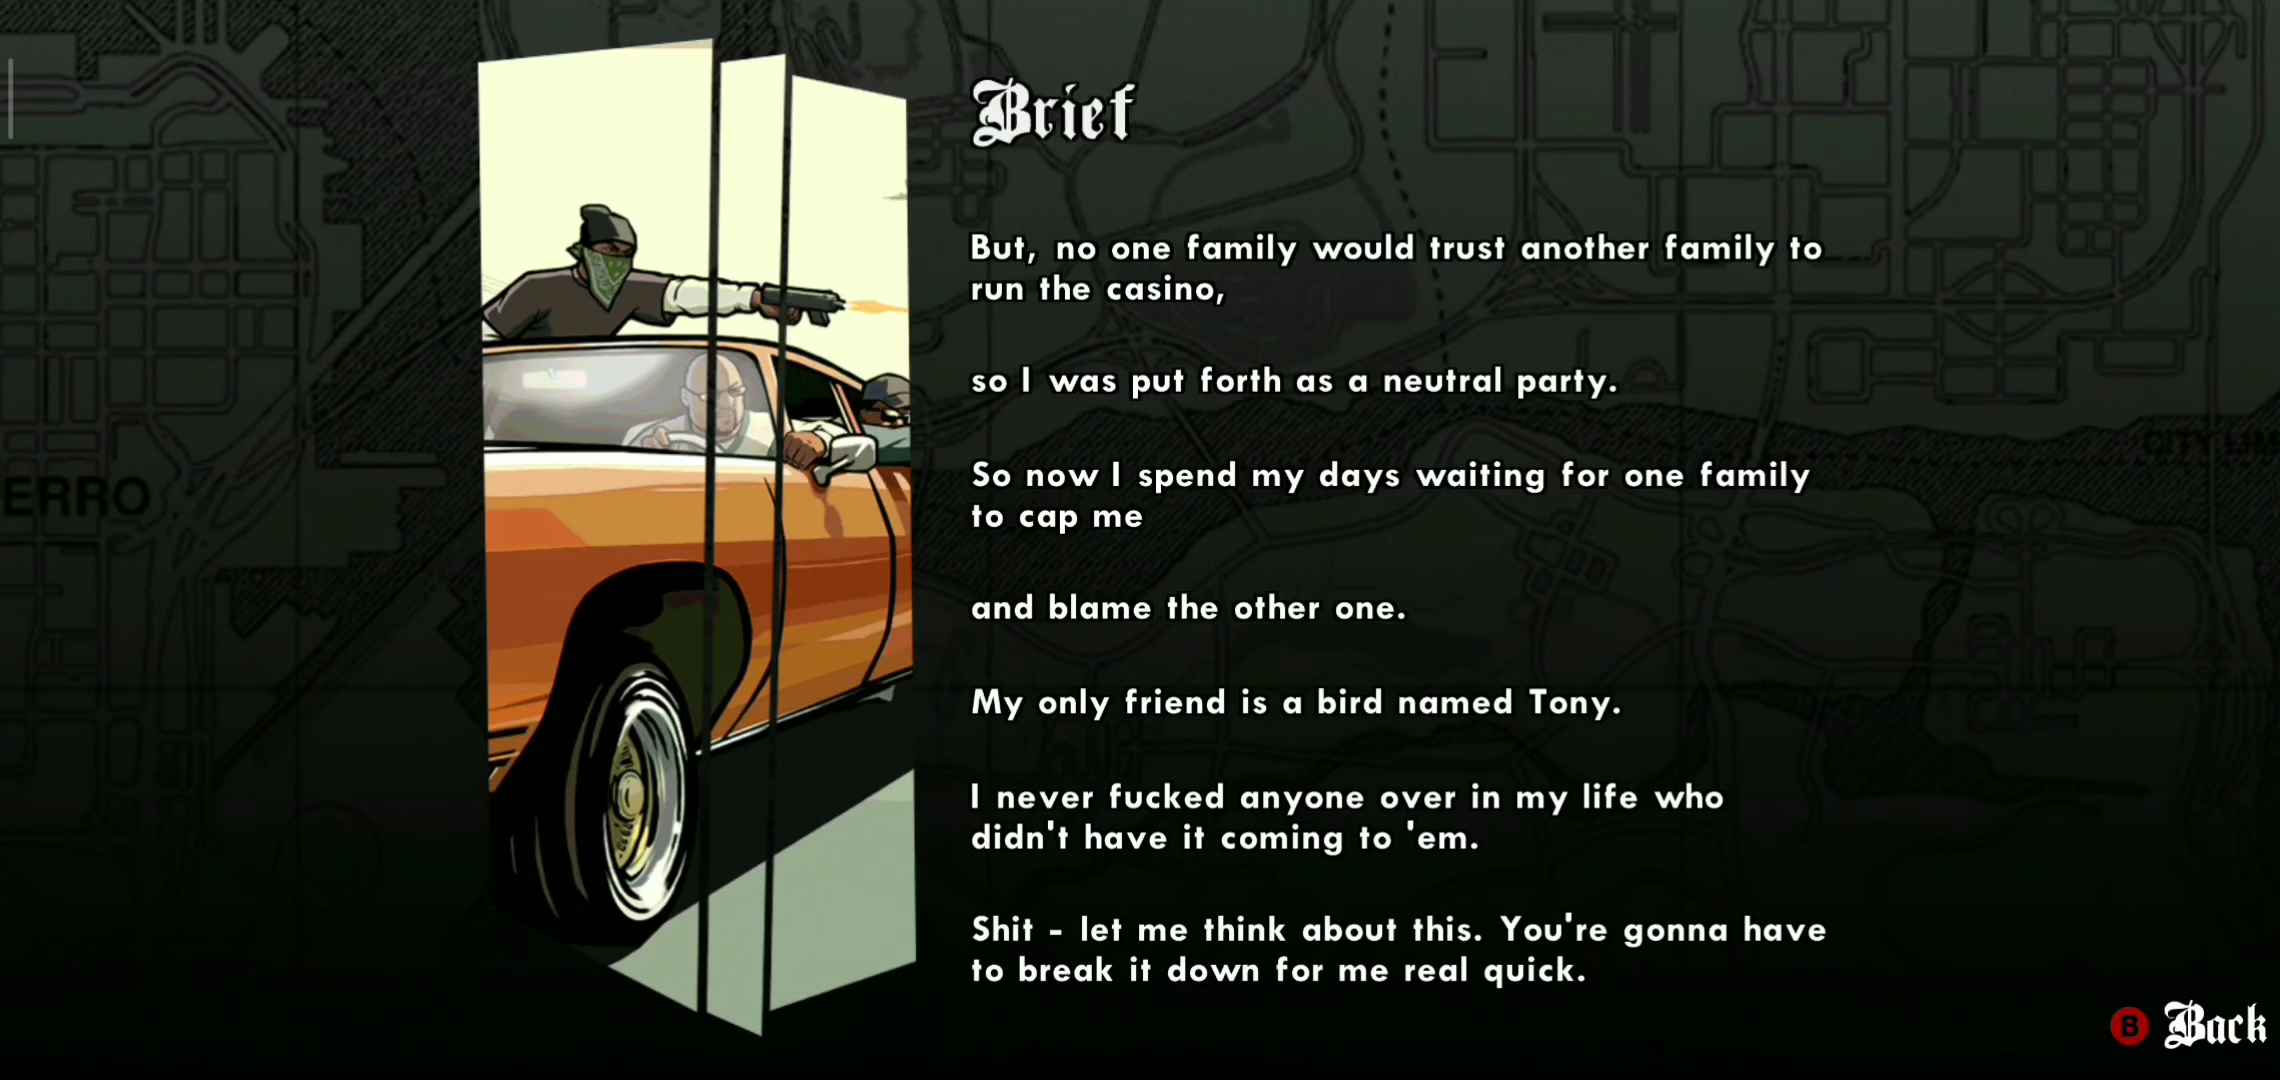 Brief
But, no one family would trust another family to
run the casino,
so I was put forth as a neutral party.
So now I spend my days waiting for one family
to cap me
and blame the other one.
My only friend is a bird named Tony.
I never fucked anyone over in my life who
didn't have it coming to 'em.
Shit - let me think about this. You're gonna have
to break it down for me real quick.
B Back
ERRO
CITY LIM